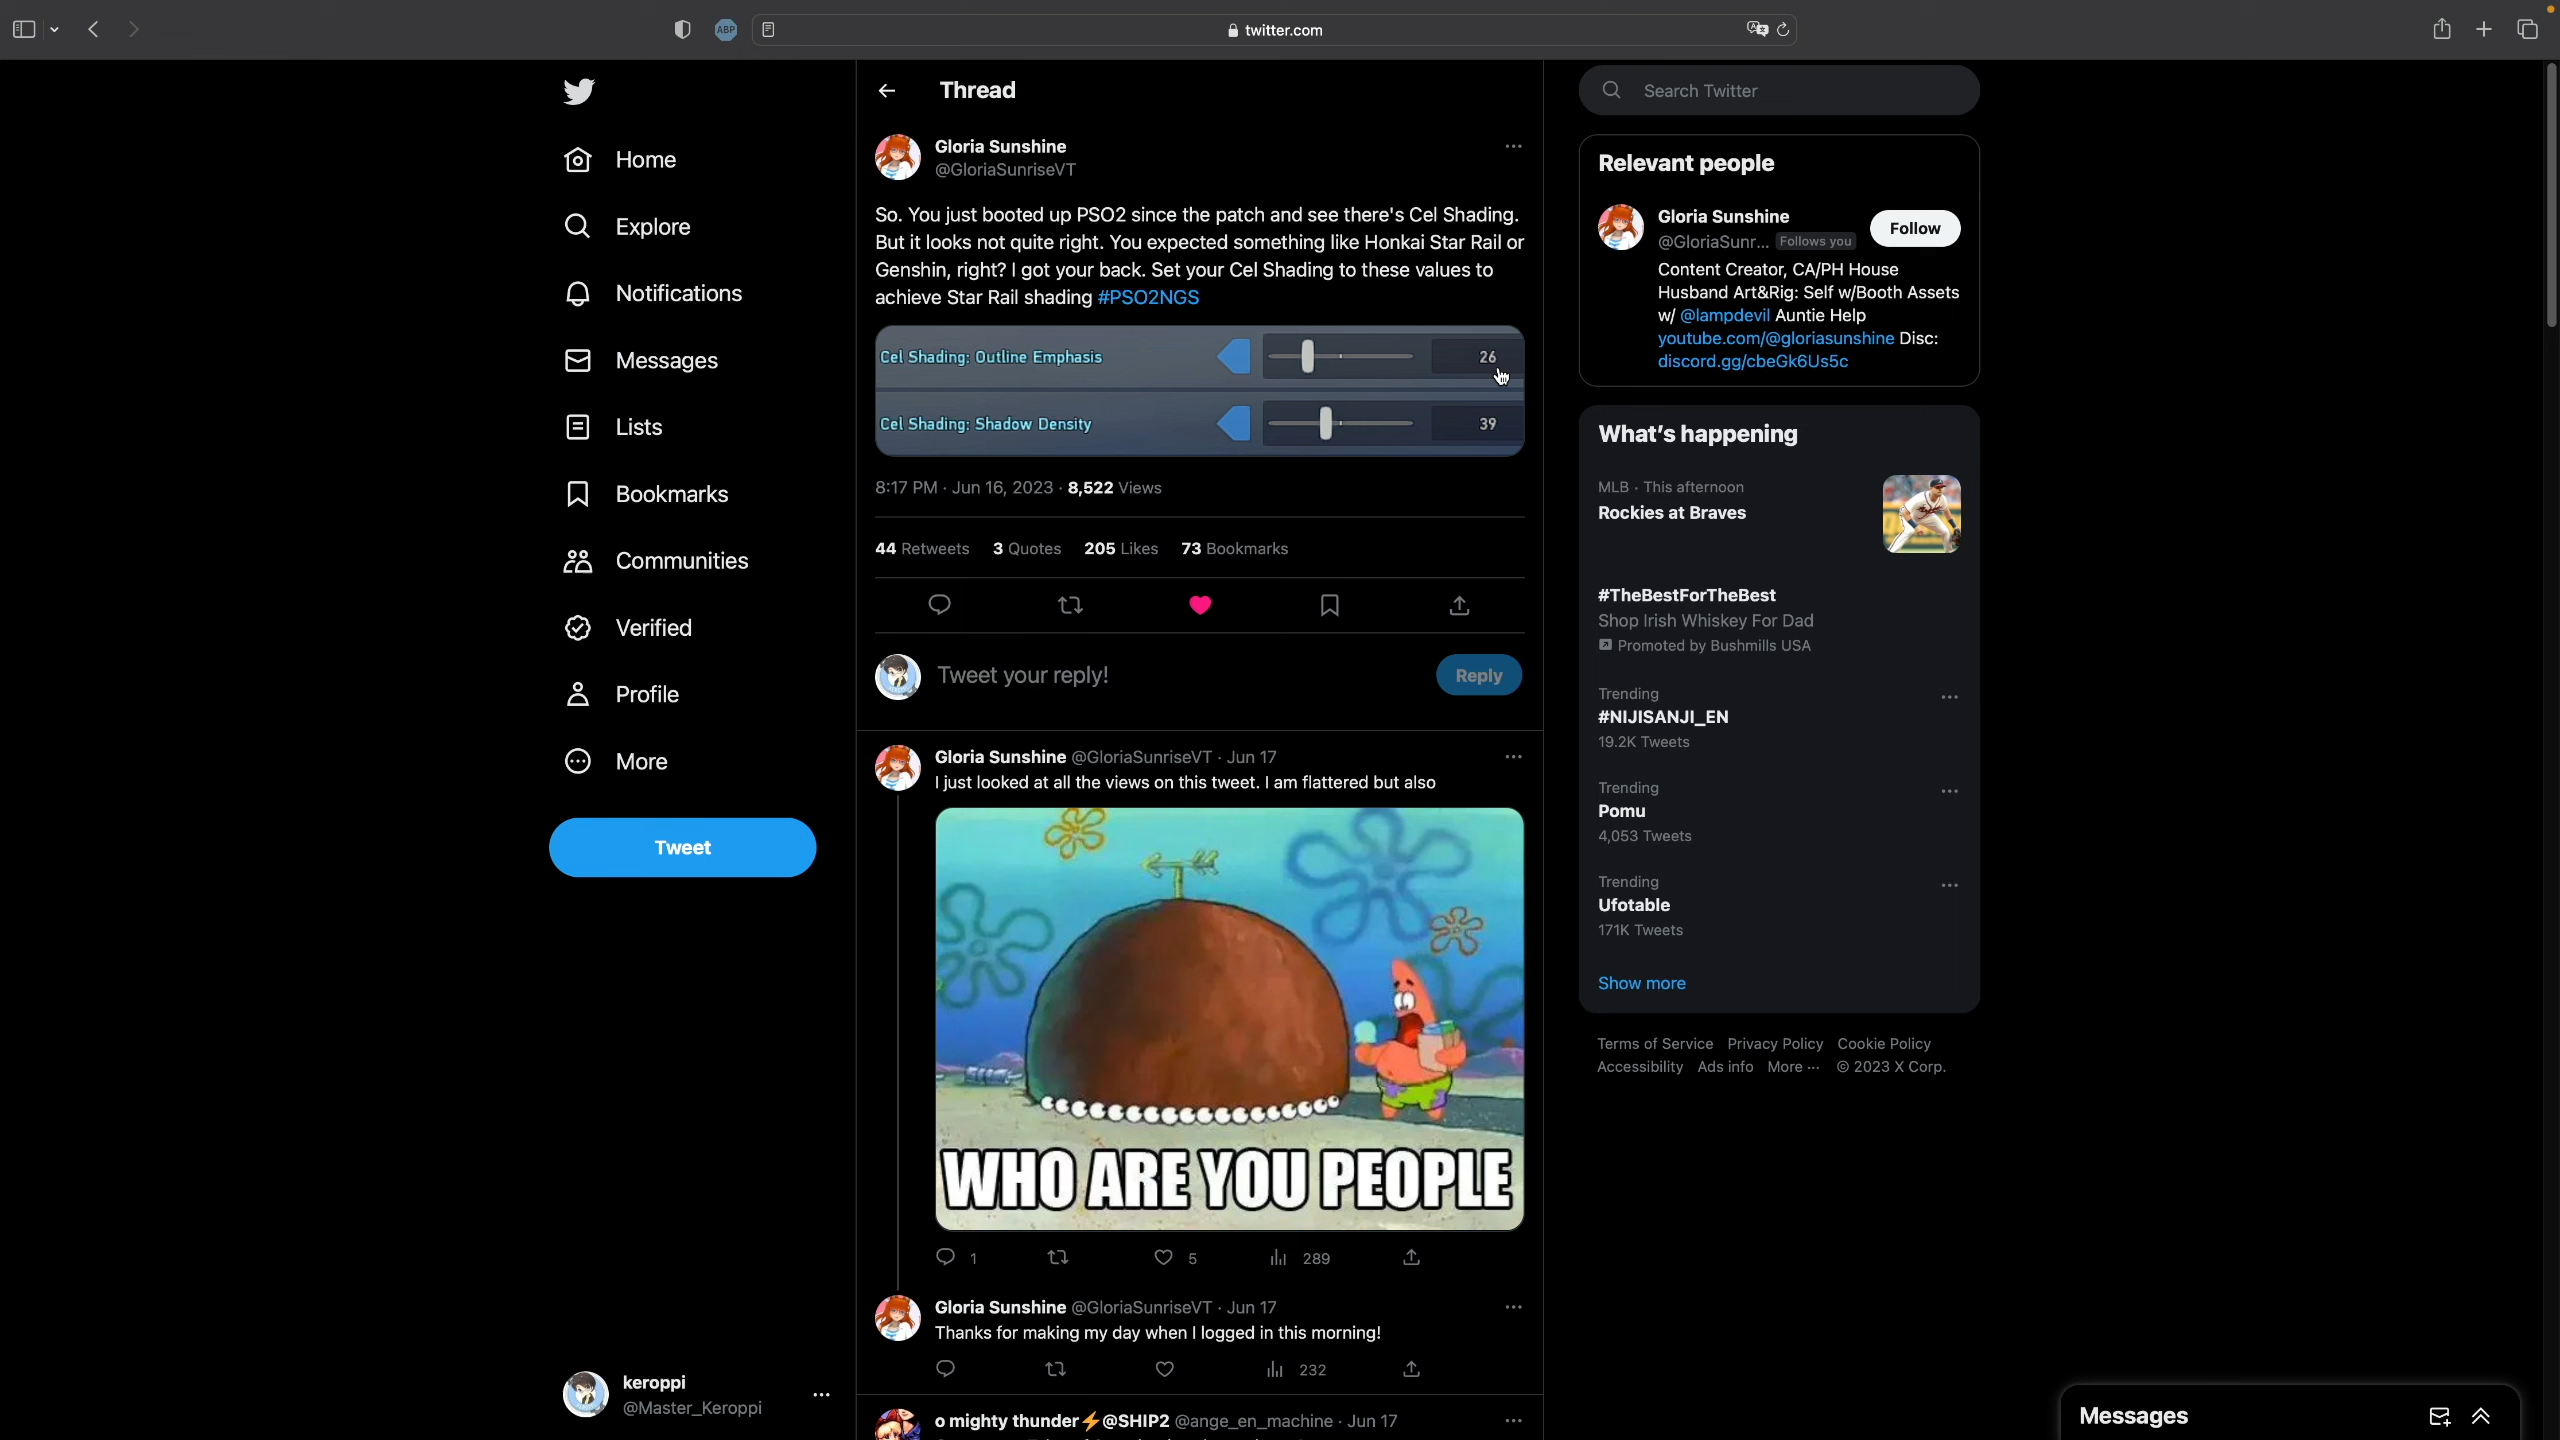 ABP
twitter.com
Home
Explore
Notifications
Messages
Lists
Bookmarks
Communities
Verified
Profile
More
Tweet
keroppi
@Master_Keroppi
Thread
Gloria Sunshine
@GloriaSunriseVT
So. You just booted up PSO2 since the patch and see there's Cel Shading.
But it looks not quite right. You expected something like Honkai Star Rail or
Genshin, right? I got your back. Set your Cel Shading to these values to
achieve Star Rail shading #PSO2NGS
Cel Shading: Outline Emphasis 26
Cel Shading: Shadow Density 39
8:17 PM · Jun 16, 2023 · 8,522 Views
44 Retweets 3 Quotes 205 Likes 73 Bookmarks
Tweet your reply!
Reply
Gloria Sunshine @GloriaSunriseVT · Jun 17
I just looked at all the views on this tweet. I am flattered but also
WHO ARE YOU PEOPLE
1 5 289
Gloria Sunshine @GloriaSunriseVT · Jun 17
Thanks for making my day when I logged in this morning!
232
o mighty thunder⚡@SHIP2 @ange_en_machine · Jun 17
Search Twitter
Relevant people
Gloria Sunshine
@GloriaSunr... Follows you
Follow
Content Creator, CA/PH House
Husband Art&Rig: Self w/Booth Assets
w/ @lampdevil Auntie Help
youtube.com/@gloriasunshine Disc:
discord.gg/cbeGk6Us5c
What's happening
MLB · This afternoon
Rockies at Braves
#TheBestForTheBest
Shop Irish Whiskey For Dad
Promoted by Bushmills USA
Trending
#NIJISANJI_EN
19.2K Tweets
Trending
Pomu
4,053 Tweets
Trending
Ufotable
171K Tweets
Show more
Terms of Service Privacy Policy Cookie Policy
Accessibility Ads info More ··· © 2023 X Corp.
Messages